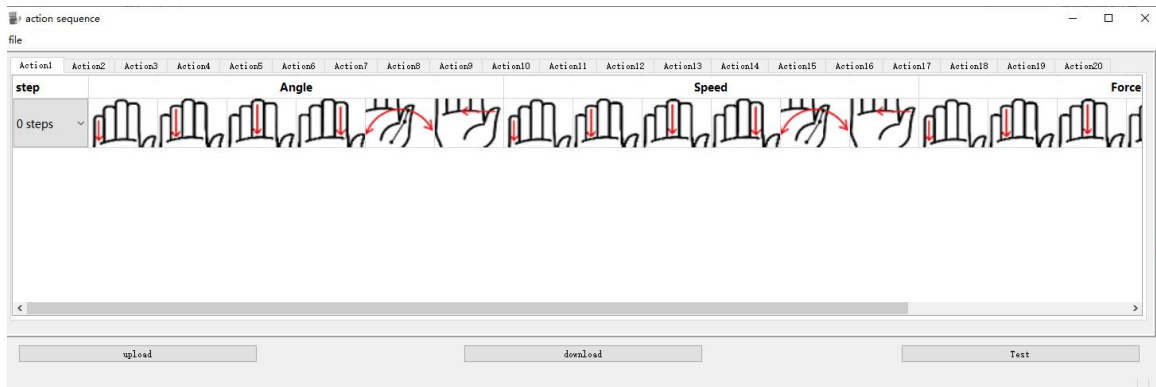 action sequence
file
Action1 Action2 Action3 Action4 Action5 Action6 Action7 Action8 Action9 Action10 Action11 Action12 Action13 Action14 Action15 Action16 Action17 Action18 Action19 Action20
step Angle Speed Force
0 steps
upload download Test